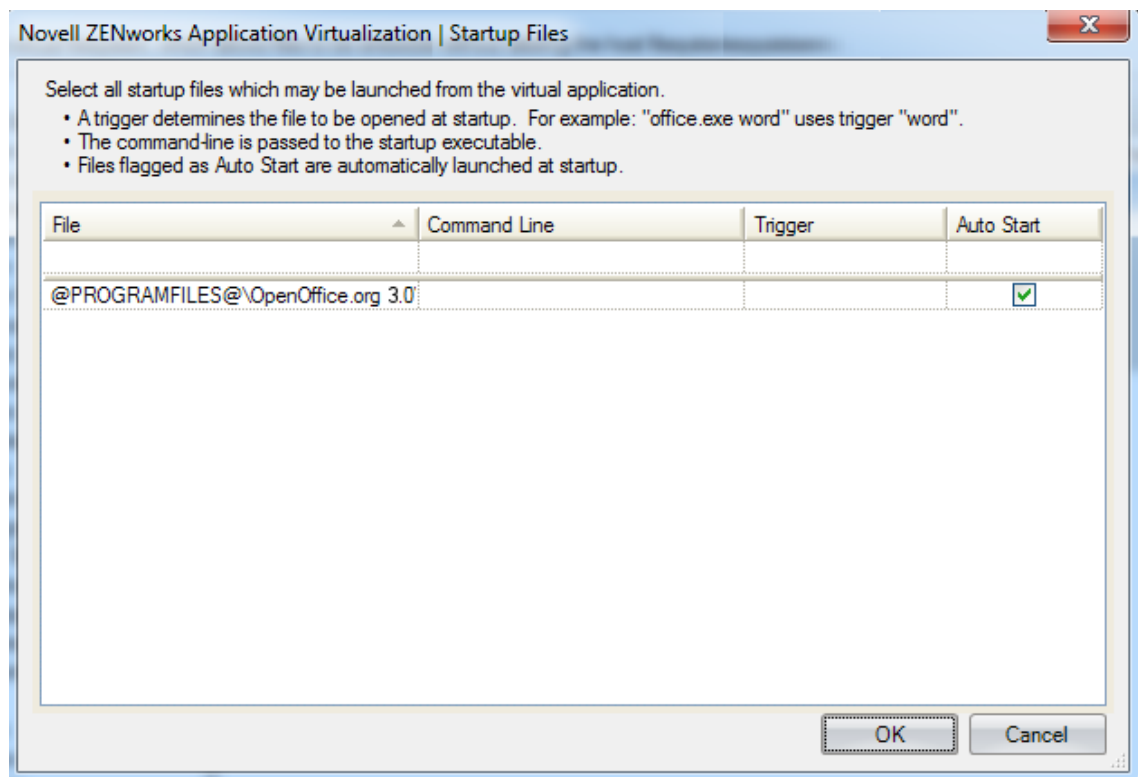 Novell ZENworks Application Virtualization | Startup Files
Select all startup files which may be launched from the virtual application.
• A trigger determines the file to be opened at startup. For example: "office.exe word" uses trigger "word".
• The command-line is passed to the startup executable.
• Files flagged as Auto Start are automatically launched at startup.
File Command Line Trigger Auto Start
@PROGRAMFILES@\OpenOffice.org 3.0
OK Cancel